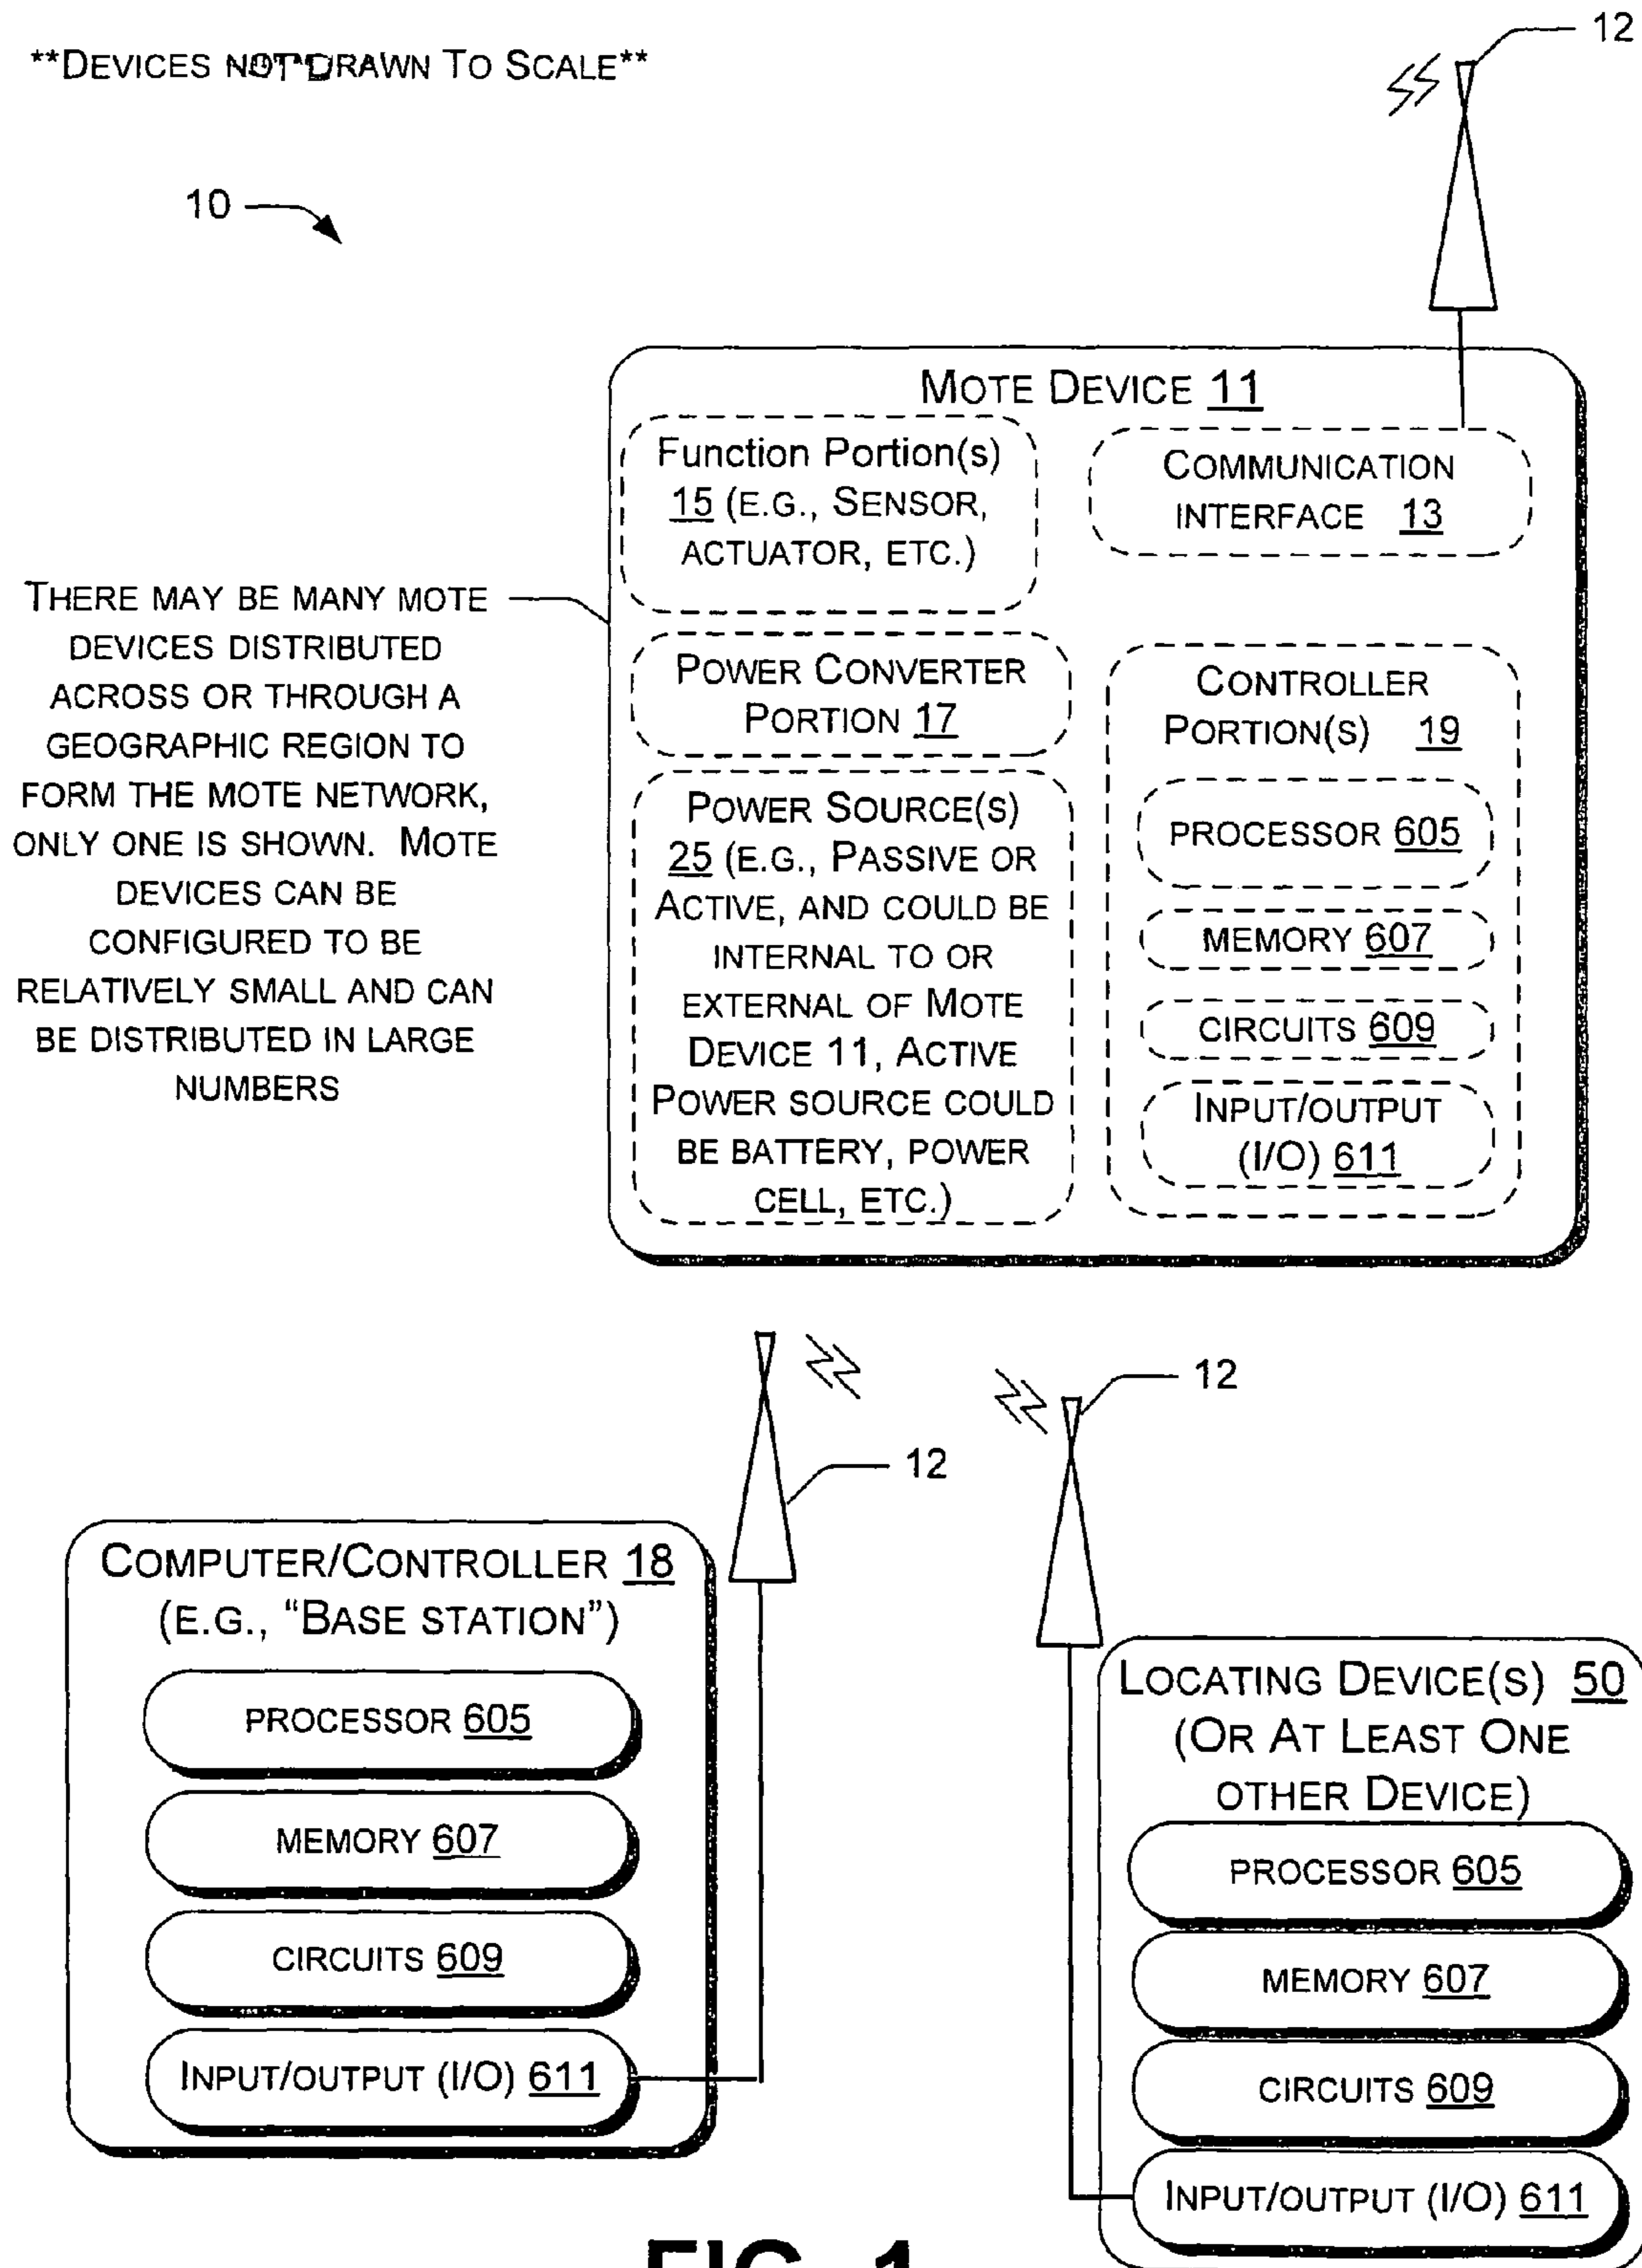 **DEVICES NOT DRAWN TO SCALE**
12
10
MOTE DEVICE 11
Function Portion(s)
15 (E.G., SENSOR,
ACTUATOR, ETC.)
COMMUNICATION
INTERFACE 13
THERE MAY BE MANY MOTE
DEVICES DISTRIBUTED
ACROSS OR THROUGH A
GEOGRAPHIC REGION TO
FORM THE MOTE NETWORK,
ONLY ONE IS SHOWN. MOTE
DEVICES CAN BE
CONFIGURED TO BE
RELATIVELY SMALL AND CAN
BE DISTRIBUTED IN LARGE
NUMBERS
POWER CONVERTER
PORTION 17
POWER SOURCE(S)
25 (E.G., PASSIVE OR
ACTIVE, AND COULD BE
INTERNAL TO OR
EXTERNAL OF MOTE
DEVICE 11, ACTIVE
POWER SOURCE COULD
BE BATTERY, POWER
CELL, ETC.)
CONTROLLER
PORTION(S) 19
PROCESSOR 605
MEMORY 607
CIRCUITS 609
INPUT/OUTPUT
(I/O) 611
12
12
COMPUTER/CONTROLLER 18
(E.G., "BASE STATION")
PROCESSOR 605
MEMORY 607
CIRCUITS 609
INPUT/OUTPUT (I/O) 611
LOCATING DEVICE(S) 50
(OR AT LEAST ONE
OTHER DEVICE)
PROCESSOR 605
MEMORY 607
CIRCUITS 609
INPUT/OUTPUT (I/O) 611
FIG. 1